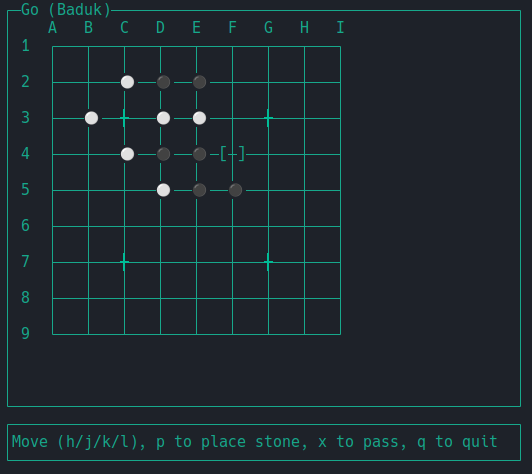 Go (Baduk)
A B C D E F G H I
1
2
3
4 [ ]
5
6
7
8
9
Move (h/j/k/l), p to place stone, x to pass, q to quit